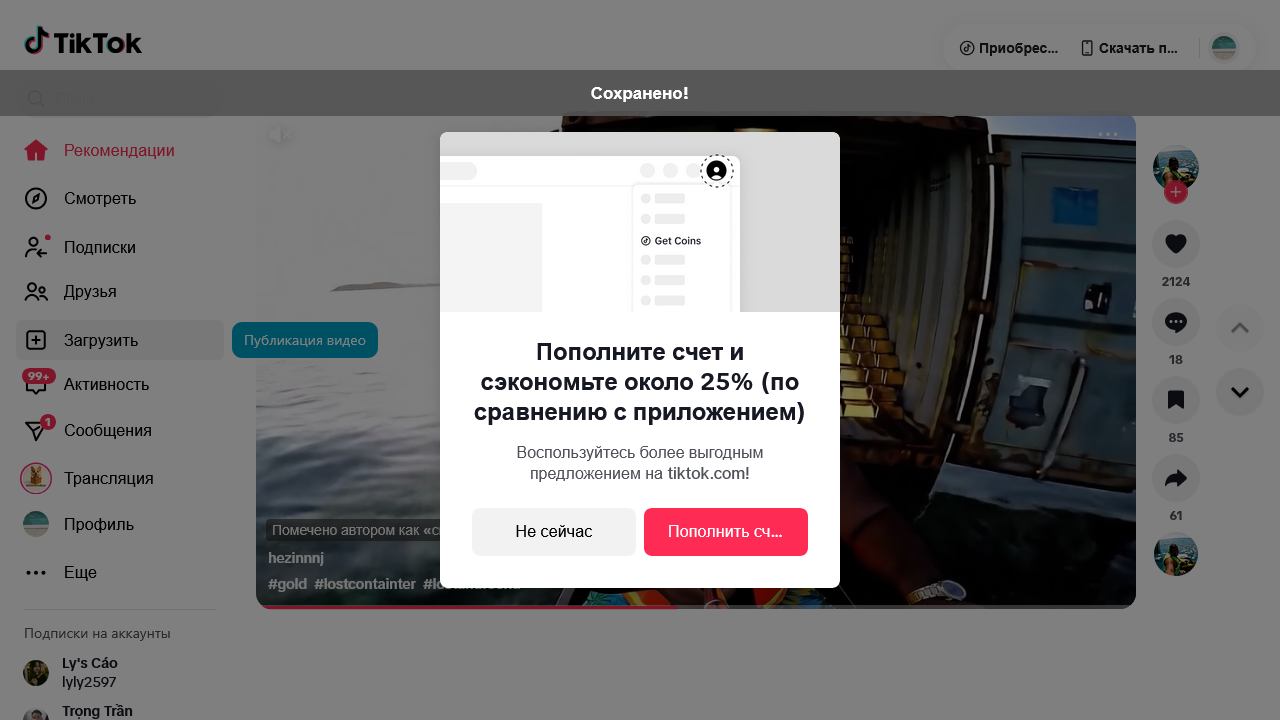 TikTok
Приобрес...
Скачать п...
Сохранено!
Рекомендации
Смотреть
Подписки
Друзья
Загрузить
Публикация видео
99+
Активность
1
Сообщения
Трансляция
Профиль
Еще
Подписки на аккаунты
Ly's Cáo
lyly2597
Trọng Trần
Get Coins
Пополните счет и
сэкономьте около 25% (по
сравнению с приложением)
Воспользуйтесь более выгодным
предложением на tiktok.com!
Не сейчас
Пополнить сч...
Помечено автором как
hezinnnj
#gold #lostcontainter
2124
18
85
61